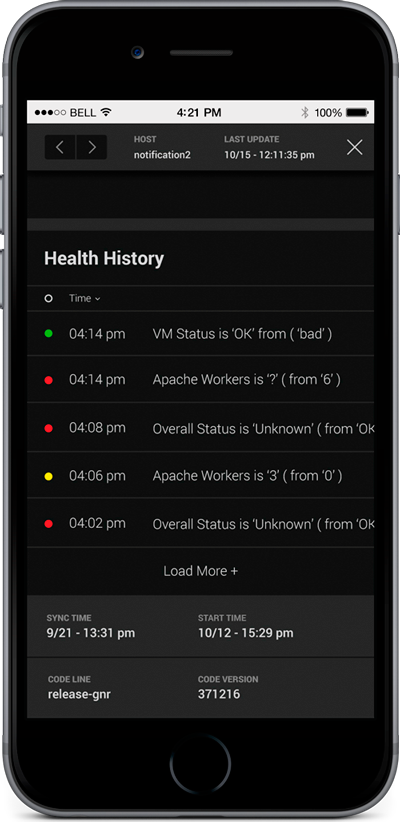 BELL 4:21 PM 100%
HOST LAST UPDATE
notification2 10/15 - 12:11:35 pm
Health History
Time
04:14 pm VM Status is ‘OK’ from ( ‘bad’ )
04:14 pm Apache Workers is ‘?’ ( from ‘6’ )
04:08 pm Overall Status is ‘Unknown’ ( from ‘OK
04:06 pm Apache Workers is ‘3’ ( from ‘0’ )
04:02 pm Overall Status is ‘Unknown’ ( from ‘OK
Load More +
SYNC TIME START TIME
9/21 - 13:31 pm 10/12 - 15:29 pm
CODE LINE CODE VERSION
release-gnr 371216